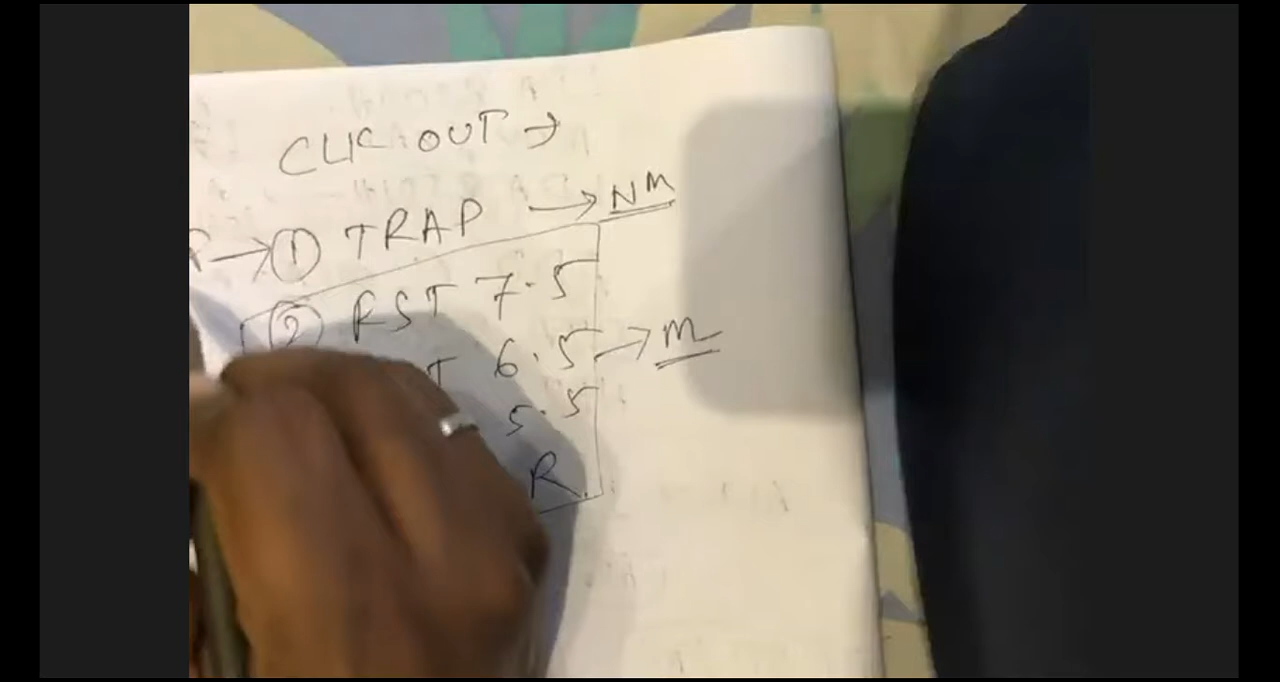 CLK OUT →
→ ① TRAP → NM
② RST 7.5
T 6.5 → M
5.5
R